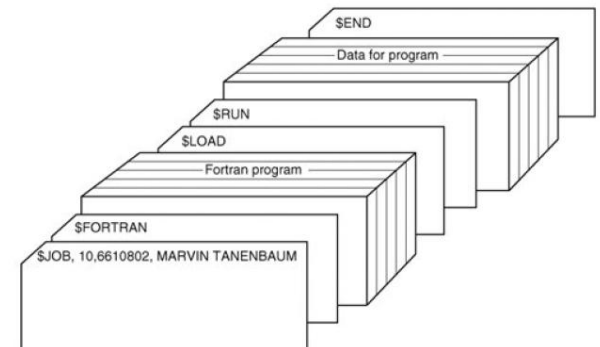 $END
Data for program
$RUN
$LOAD
Fortran program
$FORTRAN
$JOB, 10,6610802, MARVIN TANENBAUM